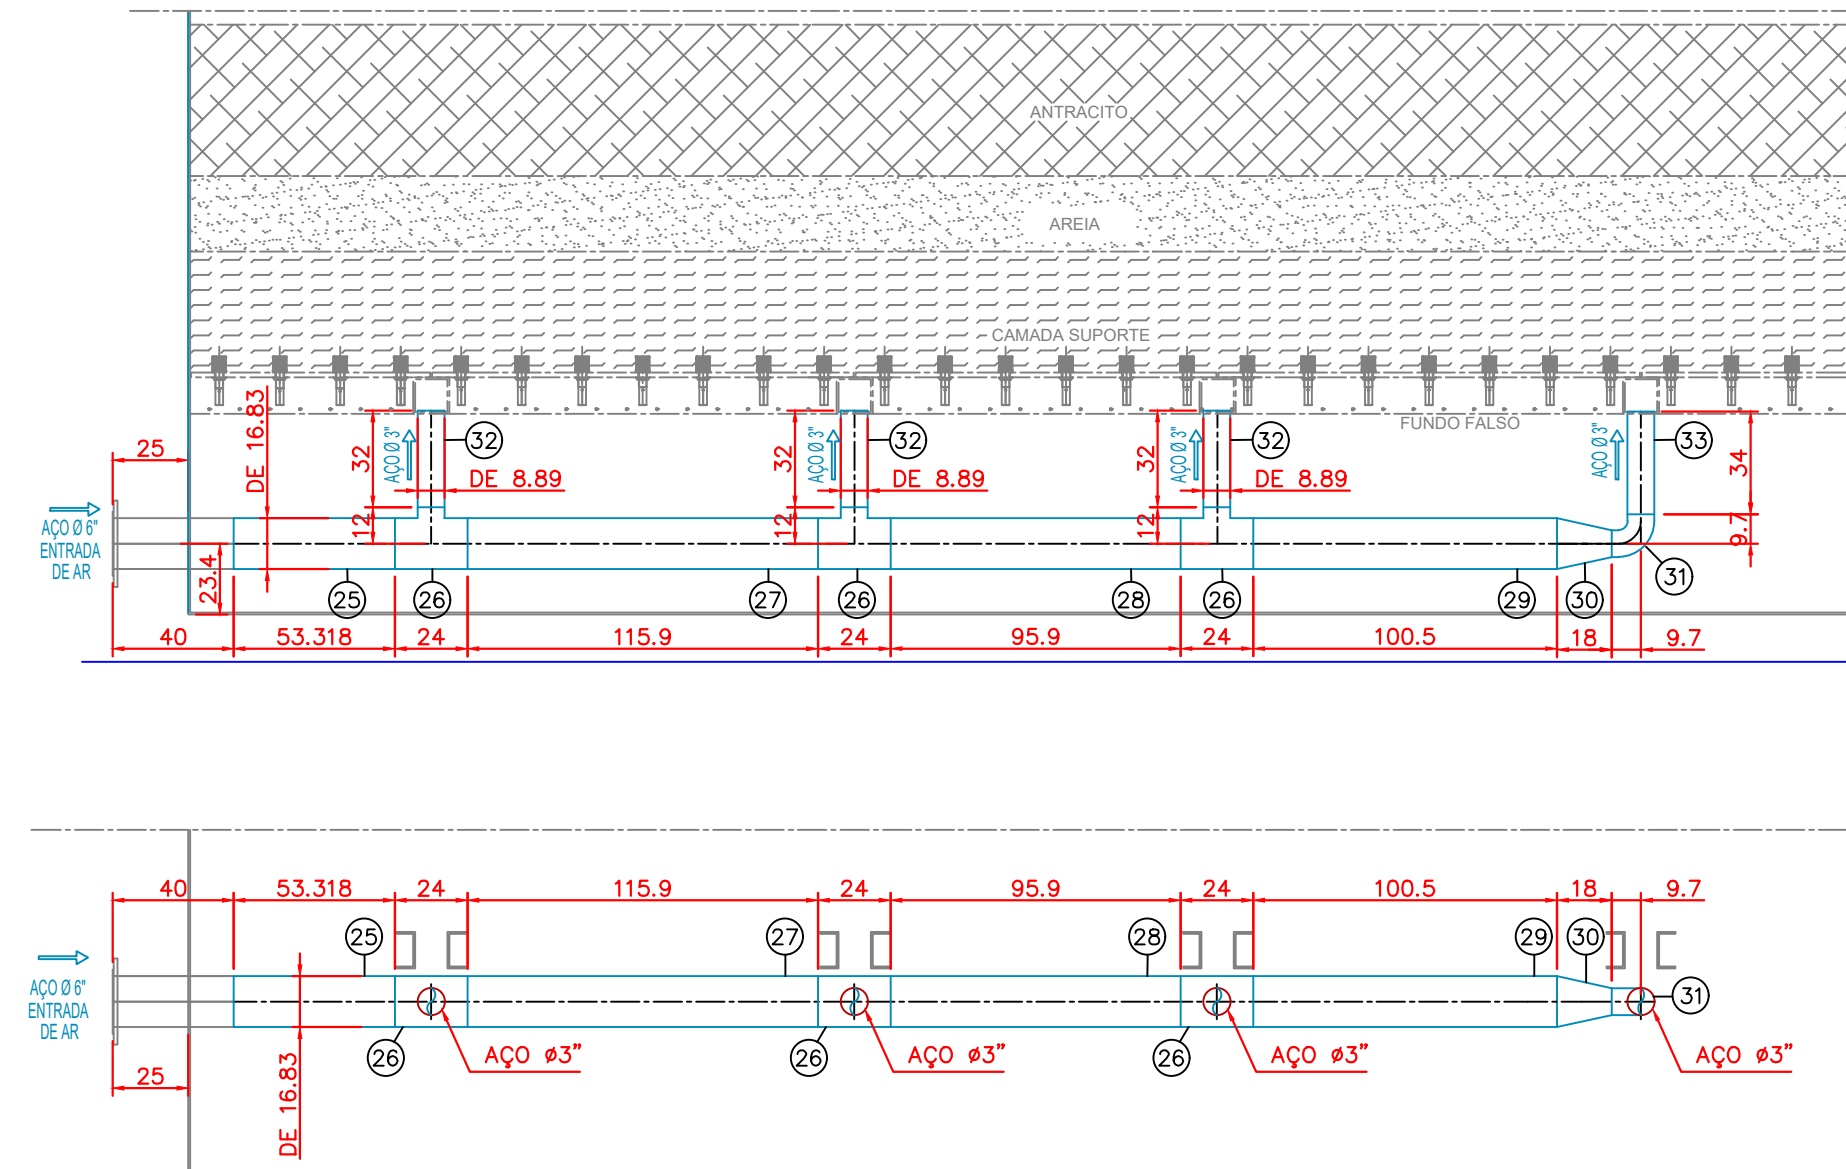 ANTRACITO
AREIA
CAMADA SUPORTE
FUNDO FALSO
25
DE 16.83
32
AÇO Ø 3"
32
DE 8.89
12
32
AÇO Ø 3"
32
DE 8.89
12
32
AÇO Ø 3"
32
DE 8.89
12
AÇO Ø 3"
33
34
9.7
31
AÇO Ø 6"
ENTRADA
DE AR
23.4
25
26
27
26
28
26
29
30
40
53.318
24
115.9
24
95.9
24
100.5
18
9.7
40
53.318
24
115.9
24
95.9
24
100.5
18
9.7
25
27
28
29
30
31
AÇO Ø 6"
ENTRADA
DE AR
26
AÇO ø3”
26
AÇO ø3”
26
AÇO ø3”
AÇO ø3”
25
DE 16.83